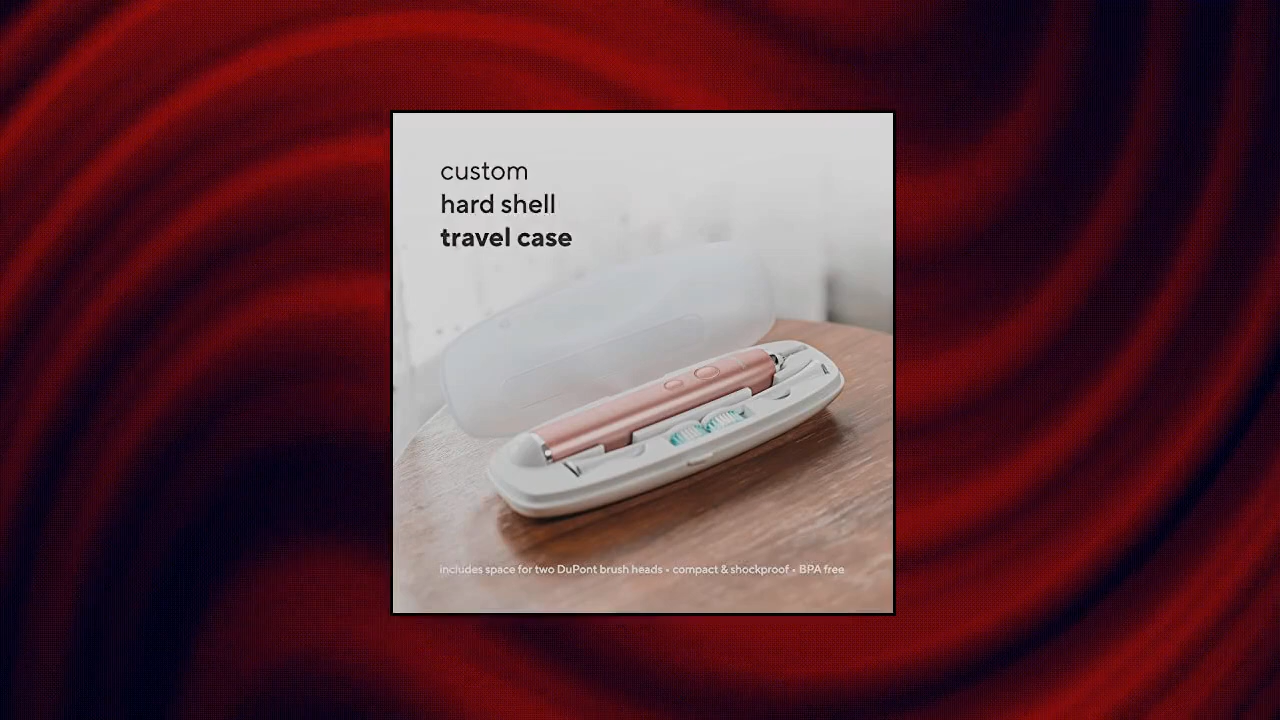 custom
hard shell
travel case
includes space for two DuPont brush heads • compact & shockproof • BPA free